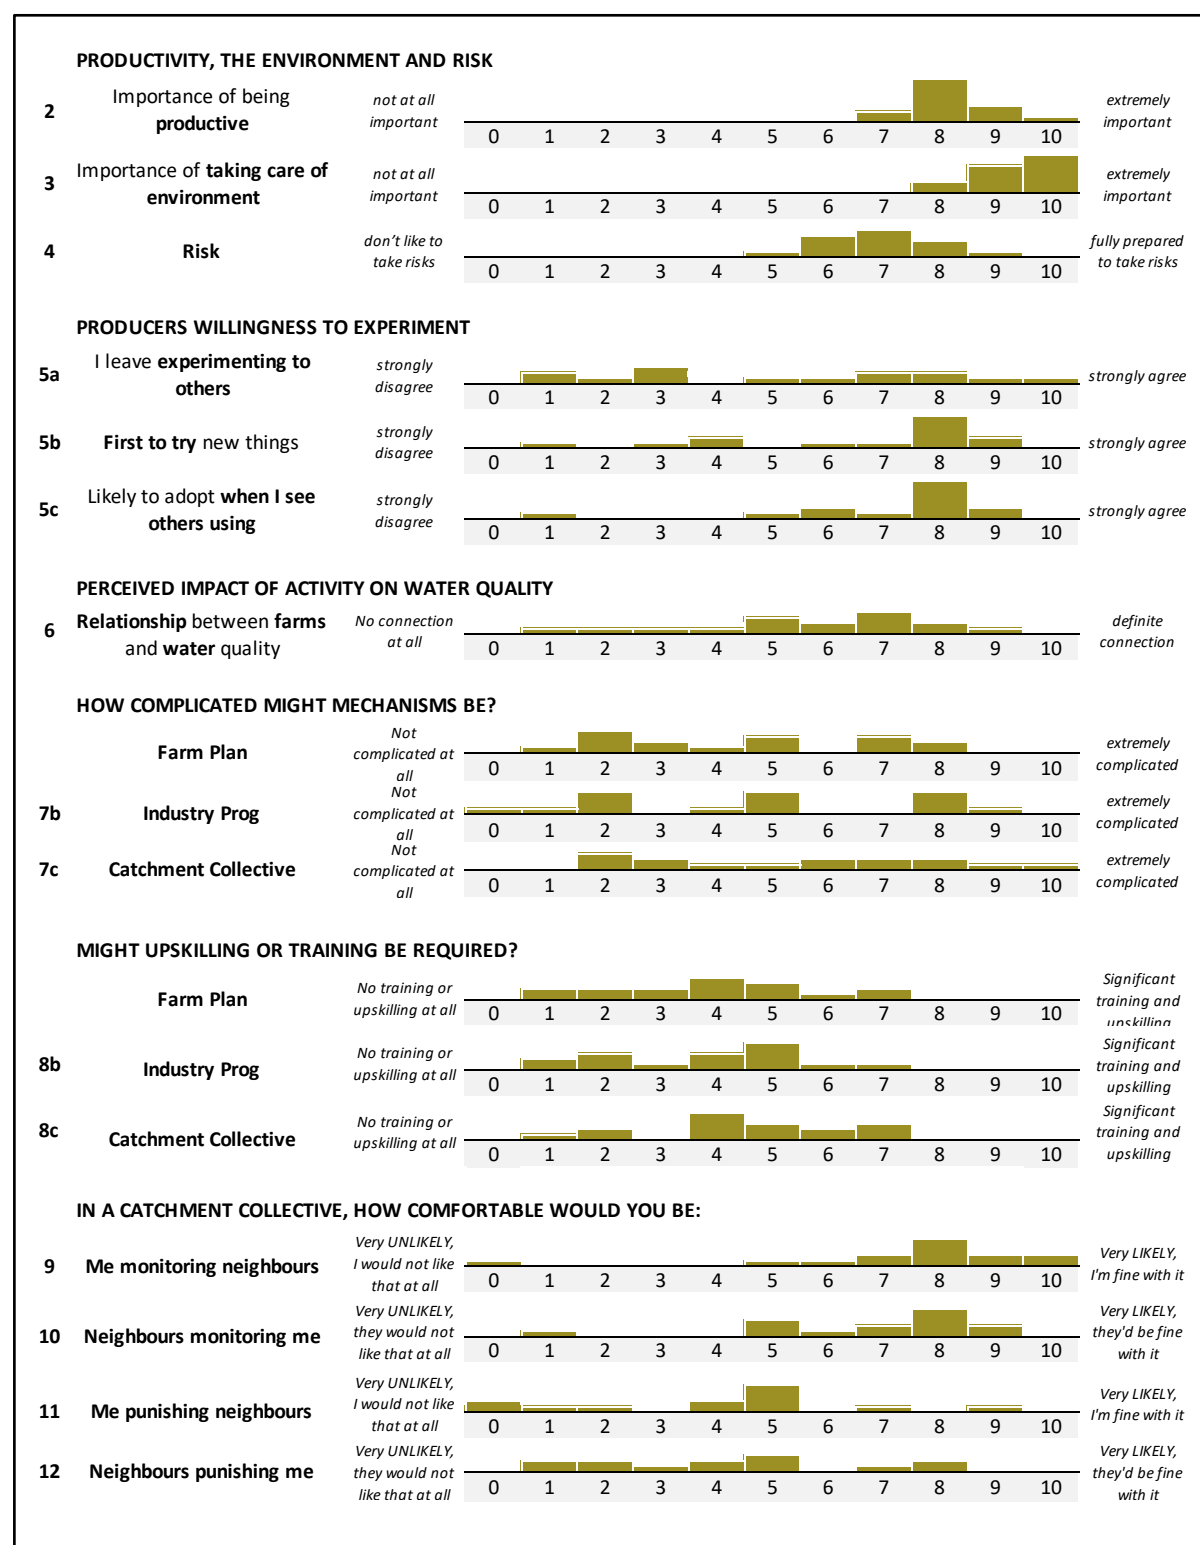 PRODUCTIVITY, THE ENVIRONMENT AND RISK
2 Importance of being productive not at all important extremely important
0 1 2 3 4 5 6 7 8 9 10
3 Importance of taking care of environment not at all important extremely important
0 1 2 3 4 5 6 7 8 9 10
4 Risk don't like to take risks fully prepared to take risks
0 1 2 3 4 5 6 7 8 9 10
PRODUCERS WILLINGNESS TO EXPERIMENT
5a I leave experimenting to others strongly disagree strongly agree
0 1 2 3 4 5 6 7 8 9 10
5b First to try new things strongly disagree strongly agree
0 1 2 3 4 5 6 7 8 9 10
5c Likely to adopt when I see others using strongly disagree strongly agree
0 1 2 3 4 5 6 7 8 9 10
PERCEIVED IMPACT OF ACTIVITY ON WATER QUALITY
6 Relationship between farms and water quality No connection at all definite connection
0 1 2 3 4 5 6 7 8 9 10
HOW COMPLICATED MIGHT MECHANISMS BE?
Farm Plan Not complicated at all extremely complicated
0 1 2 3 4 5 6 7 8 9 10
7b Industry Prog Not complicated at all extremely complicated
0 1 2 3 4 5 6 7 8 9 10
7c Catchment Collective Not complicated at all extremely complicated
0 1 2 3 4 5 6 7 8 9 10
MIGHT UPSKILLING OR TRAINING BE REQUIRED?
Farm Plan No training or upskilling at all Significant training and upskilling
0 1 2 3 4 5 6 7 8 9 10
8b Industry Prog No training or upskilling at all Significant training and upskilling
0 1 2 3 4 5 6 7 8 9 10
8c Catchment Collective No training or upskilling at all Significant training and upskilling
0 1 2 3 4 5 6 7 8 9 10
IN A CATCHMENT COLLECTIVE, HOW COMFORTABLE WOULD YOU BE:
9 Me monitoring neighbours Very UNLIKELY, I would not like that at all Very LIKELY, I'm fine with it
0 1 2 3 4 5 6 7 8 9 10
10 Neighbours monitoring me Very UNLIKELY, they would not like that at all Very LIKELY, they'd be fine with it
0 1 2 3 4 5 6 7 8 9 10
11 Me punishing neighbours Very UNLIKELY, I would not like that at all Very LIKELY, I'm fine with it
0 1 2 3 4 5 6 7 8 9 10
12 Neighbours punishing me Very UNLIKELY, they would not like that at all Very LIKELY, they'd be fine with it
0 1 2 3 4 5 6 7 8 9 10